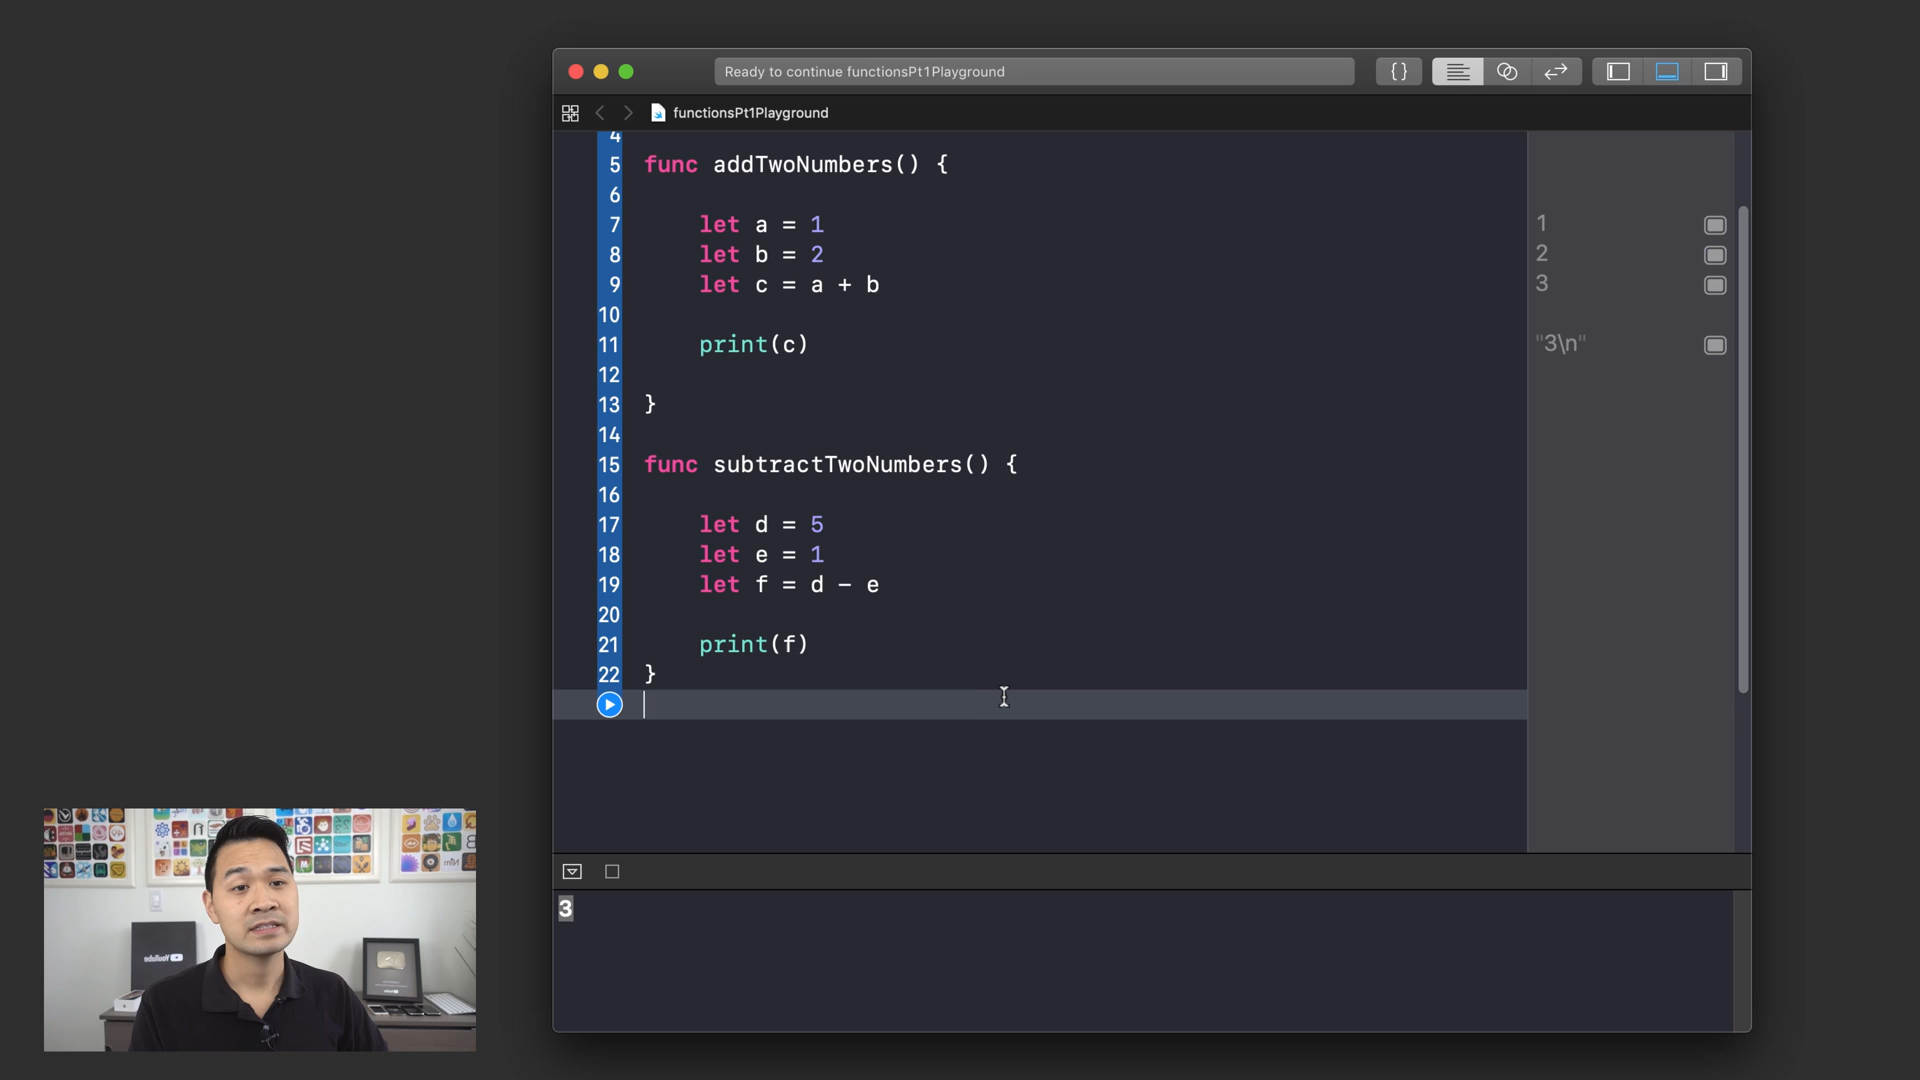 Ready to continue functionsPt1Playground
{}
functionsPt1Playground
4
5 func addTwoNumbers() {
6
7 let a = 1
1
8 let b = 2
2
9 let c = a + b
3
10
11 print(c)
"3\n"
12
13 }
14
15 func subtractTwoNumbers() {
16
17 let d = 5
18 let e = 1
19 let f = d - e
20
21 print(f)
22 }
3
YouTube